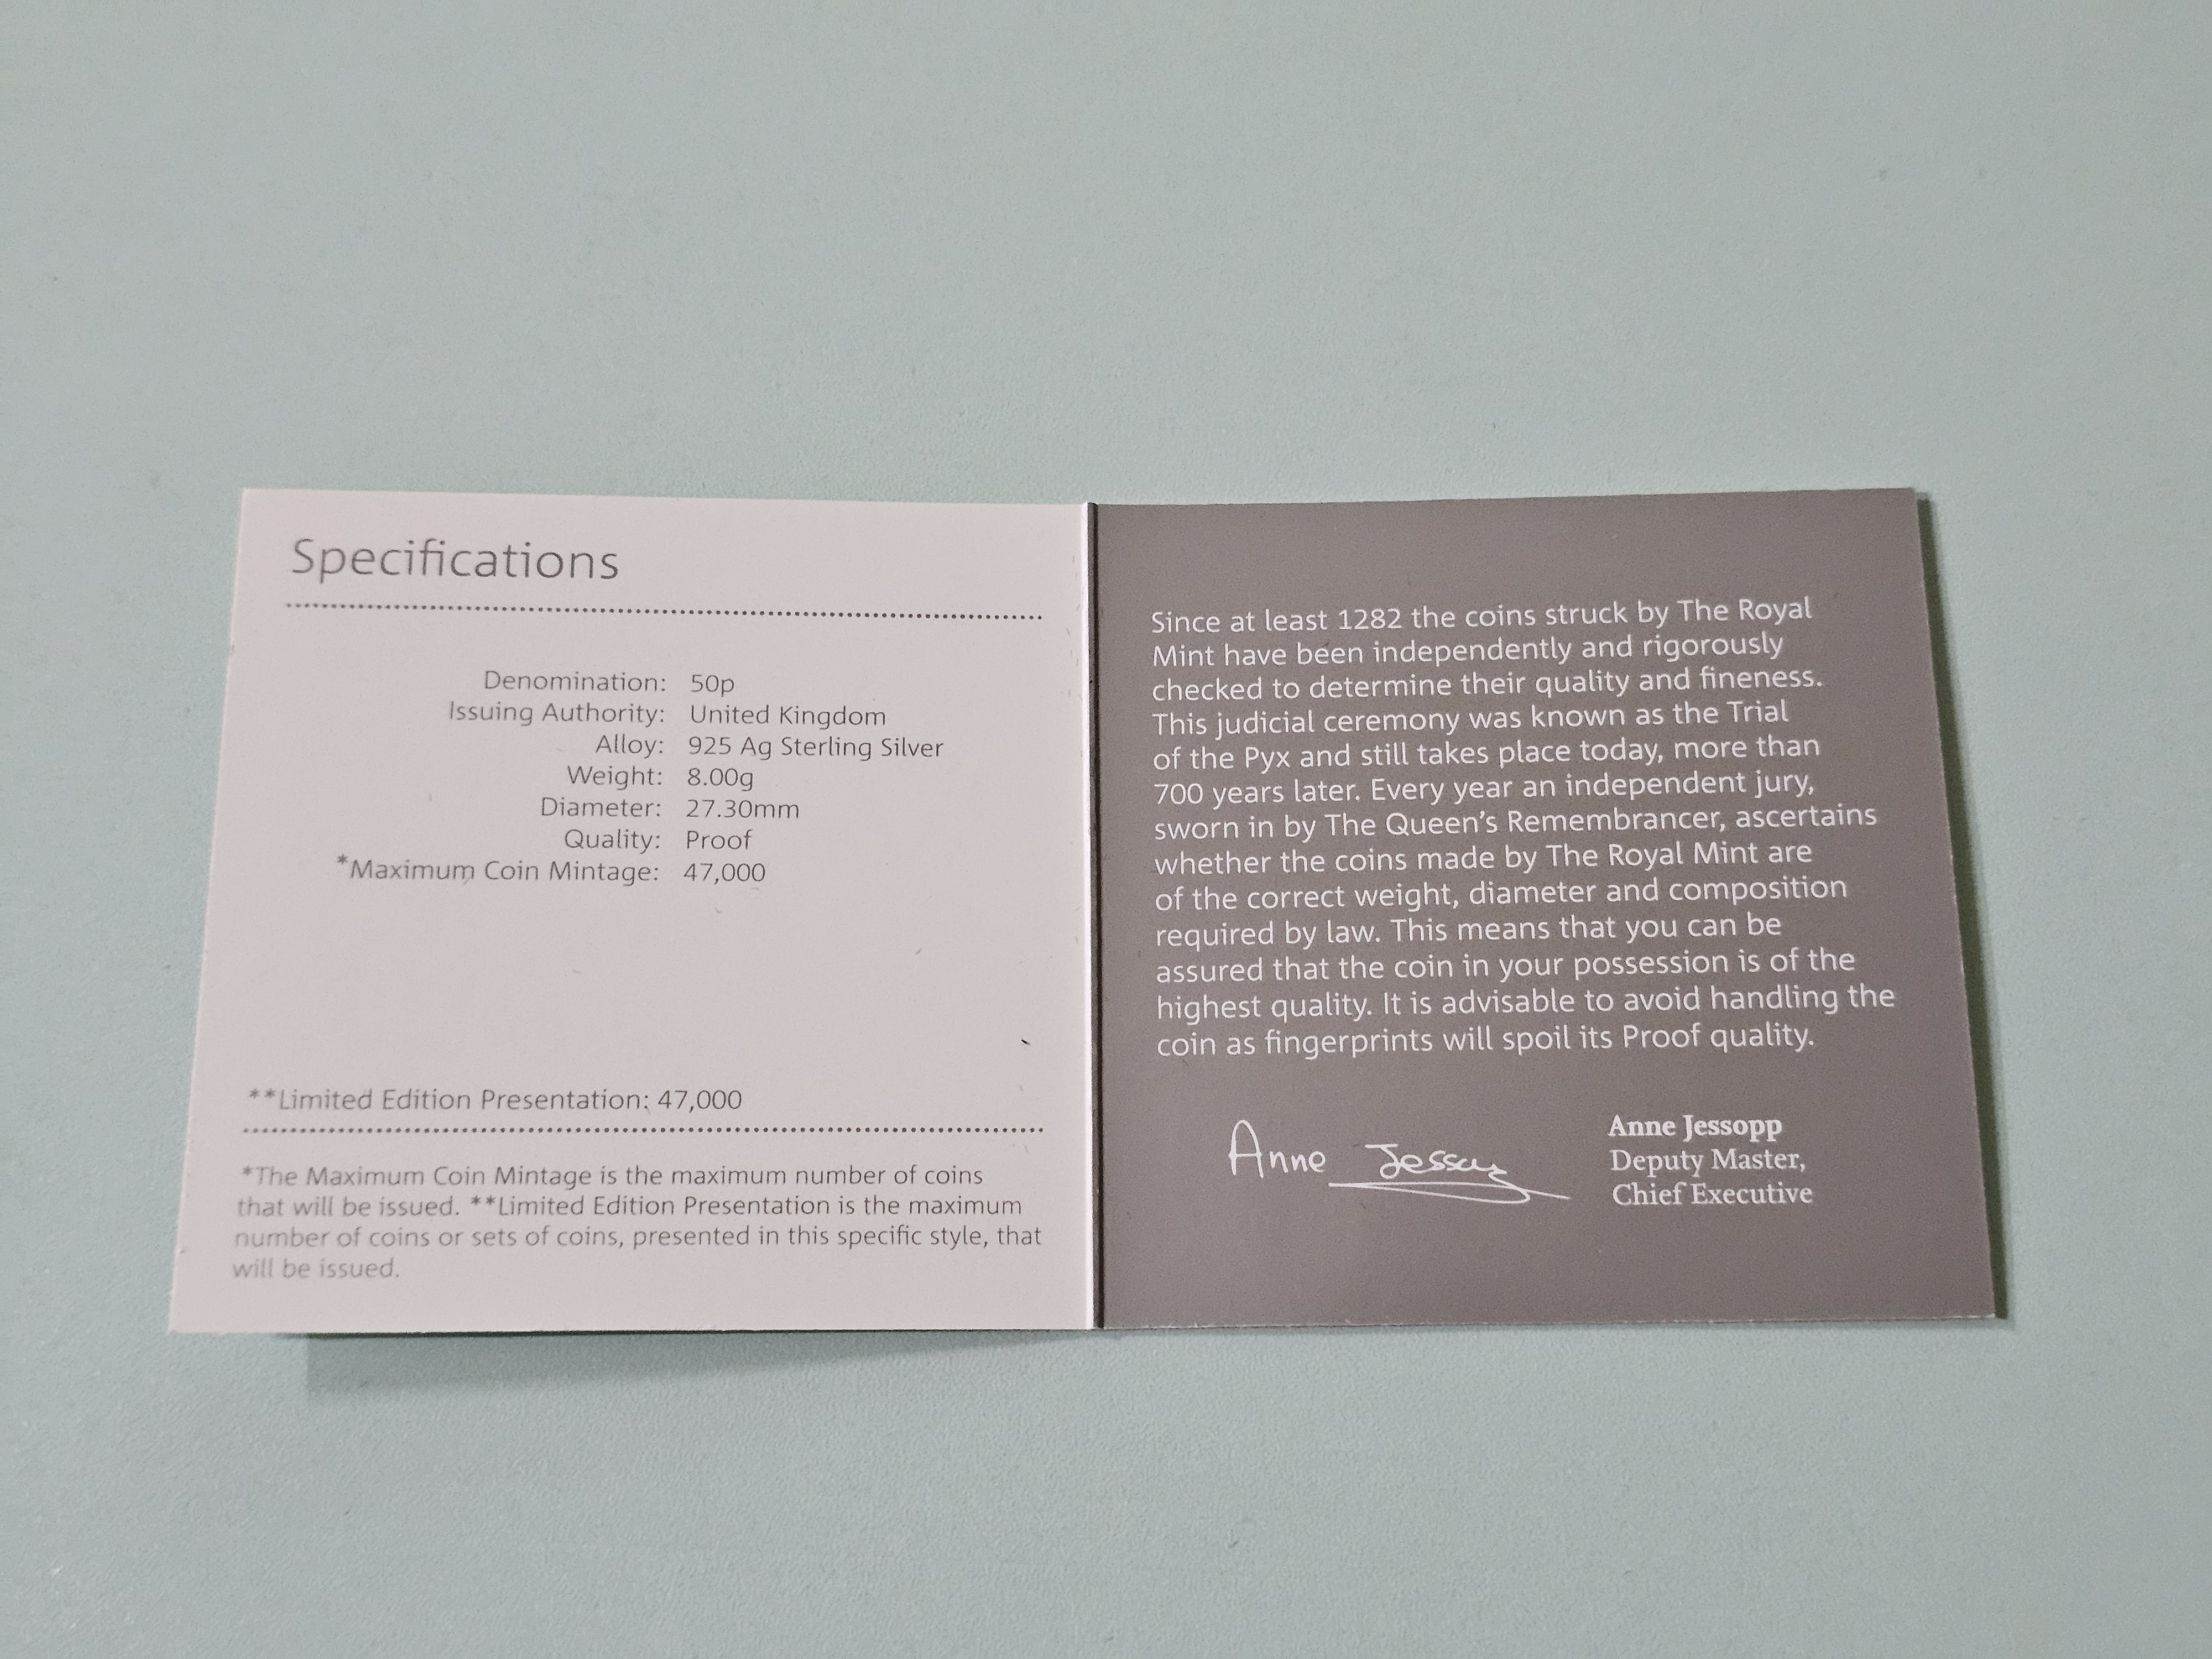 Specifications
Denomination: 50p
Issuing Authority: United Kingdom
Alloy: 925 Ag Sterling Silver
Weight: 8.00g
Diameter: 27.30mm
Quality: Proof
*Maximum Coin Mintage: 47,000
**Limited Edition Presentation: 47,000
*The Maximum Coin Mintage is the maximum number of coins
that will be issued. **Limited Edition Presentation is the maximum
number of coins or sets of coins, presented in this specific style, that
will be issued.
Since at least 1282 the coins struck by The Royal
Mint have been independently and rigorously
checked to determine their quality and fineness.
This judicial ceremony was known as the Trial
of the Pyx and still takes place today, more than
700 years later. Every year an independent jury,
sworn in by The Queen's Remembrancer, ascertains
whether the coins made by The Royal Mint are
of the correct weight, diameter and composition
required by law. This means that you can be
assured that the coin in your possession is of the
highest quality. It is advisable to avoid handling the
coin as fingerprints will spoil its Proof quality.
Anne Jessopp
Anne Jessopp
Deputy Master,
Chief Executive